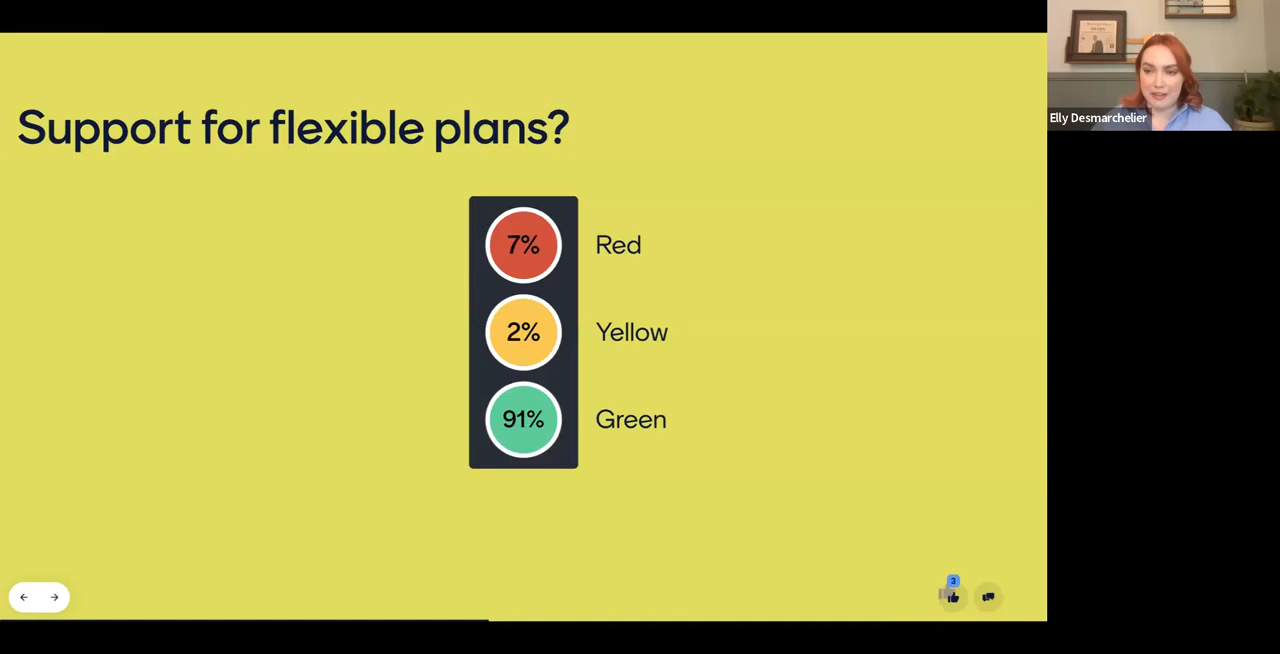 Support for flexible plans?
7% Red
2% Yellow
91% Green
3
Elly Desmarchelier